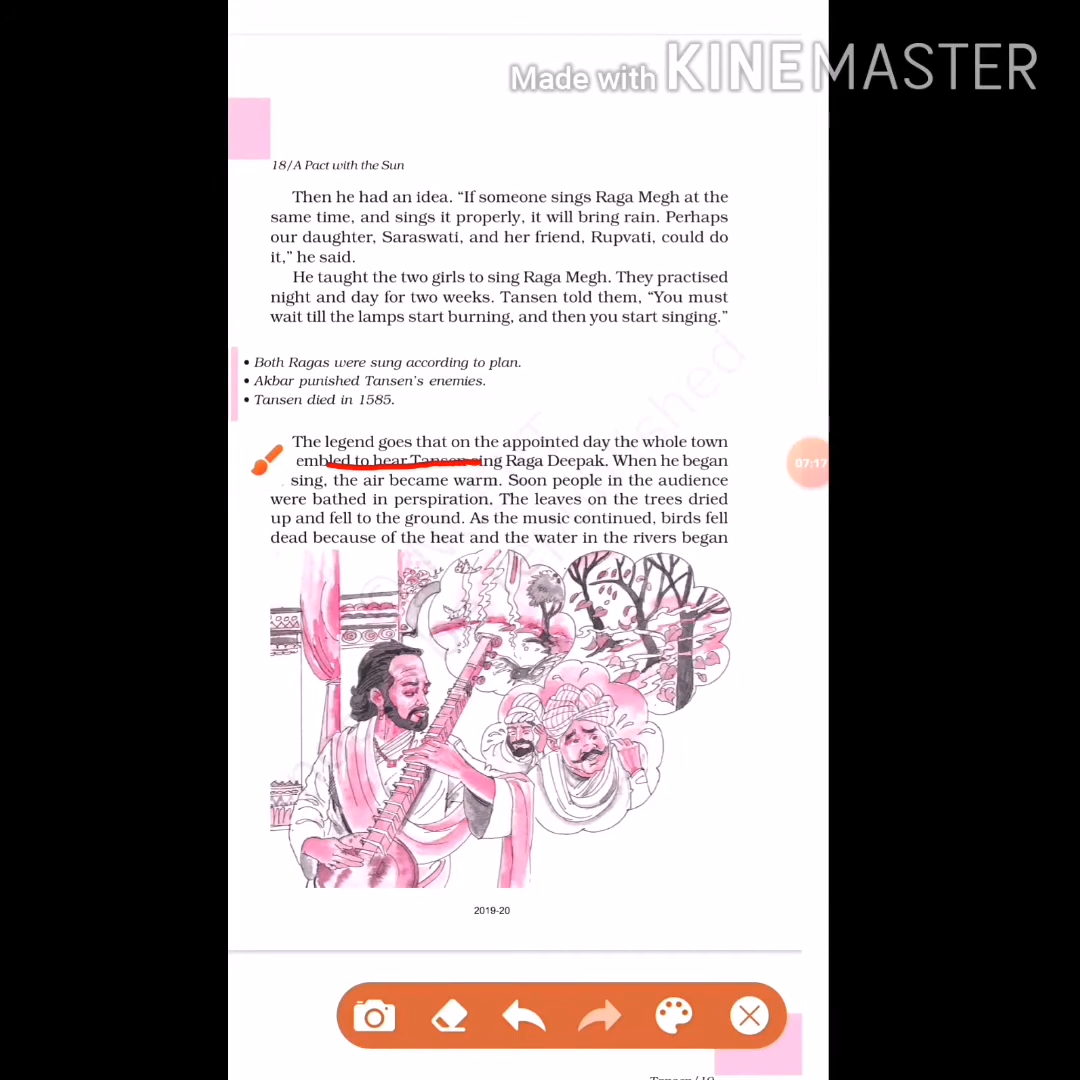 Made with KINEMASTER
18/A Pact with the Sun
Then he had an idea. “If someone sings Raga Megh at the
same time, and sings it properly, it will bring rain. Perhaps
our daughter, Saraswati, and her friend, Rupvati, could do
it,” he said.
He taught the two girls to sing Raga Megh. They practised
night and day for two weeks. Tansen told them, “You must
wait till the lamps start burning, and then you start singing.”
• Both Ragas were sung according to plan.
• Akbar punished Tansen's enemies.
• Tansen died in 1585.
The legend goes that on the appointed day the whole town
embled to hear Tansen sing Raga Deepak. When he began
07:17
sing, the air became warm. Soon people in the audience
were bathed in perspiration. The leaves on the trees dried
up and fell to the ground. As the music continued, birds fell
dead because of the heat and the water in the rivers began
2019-20